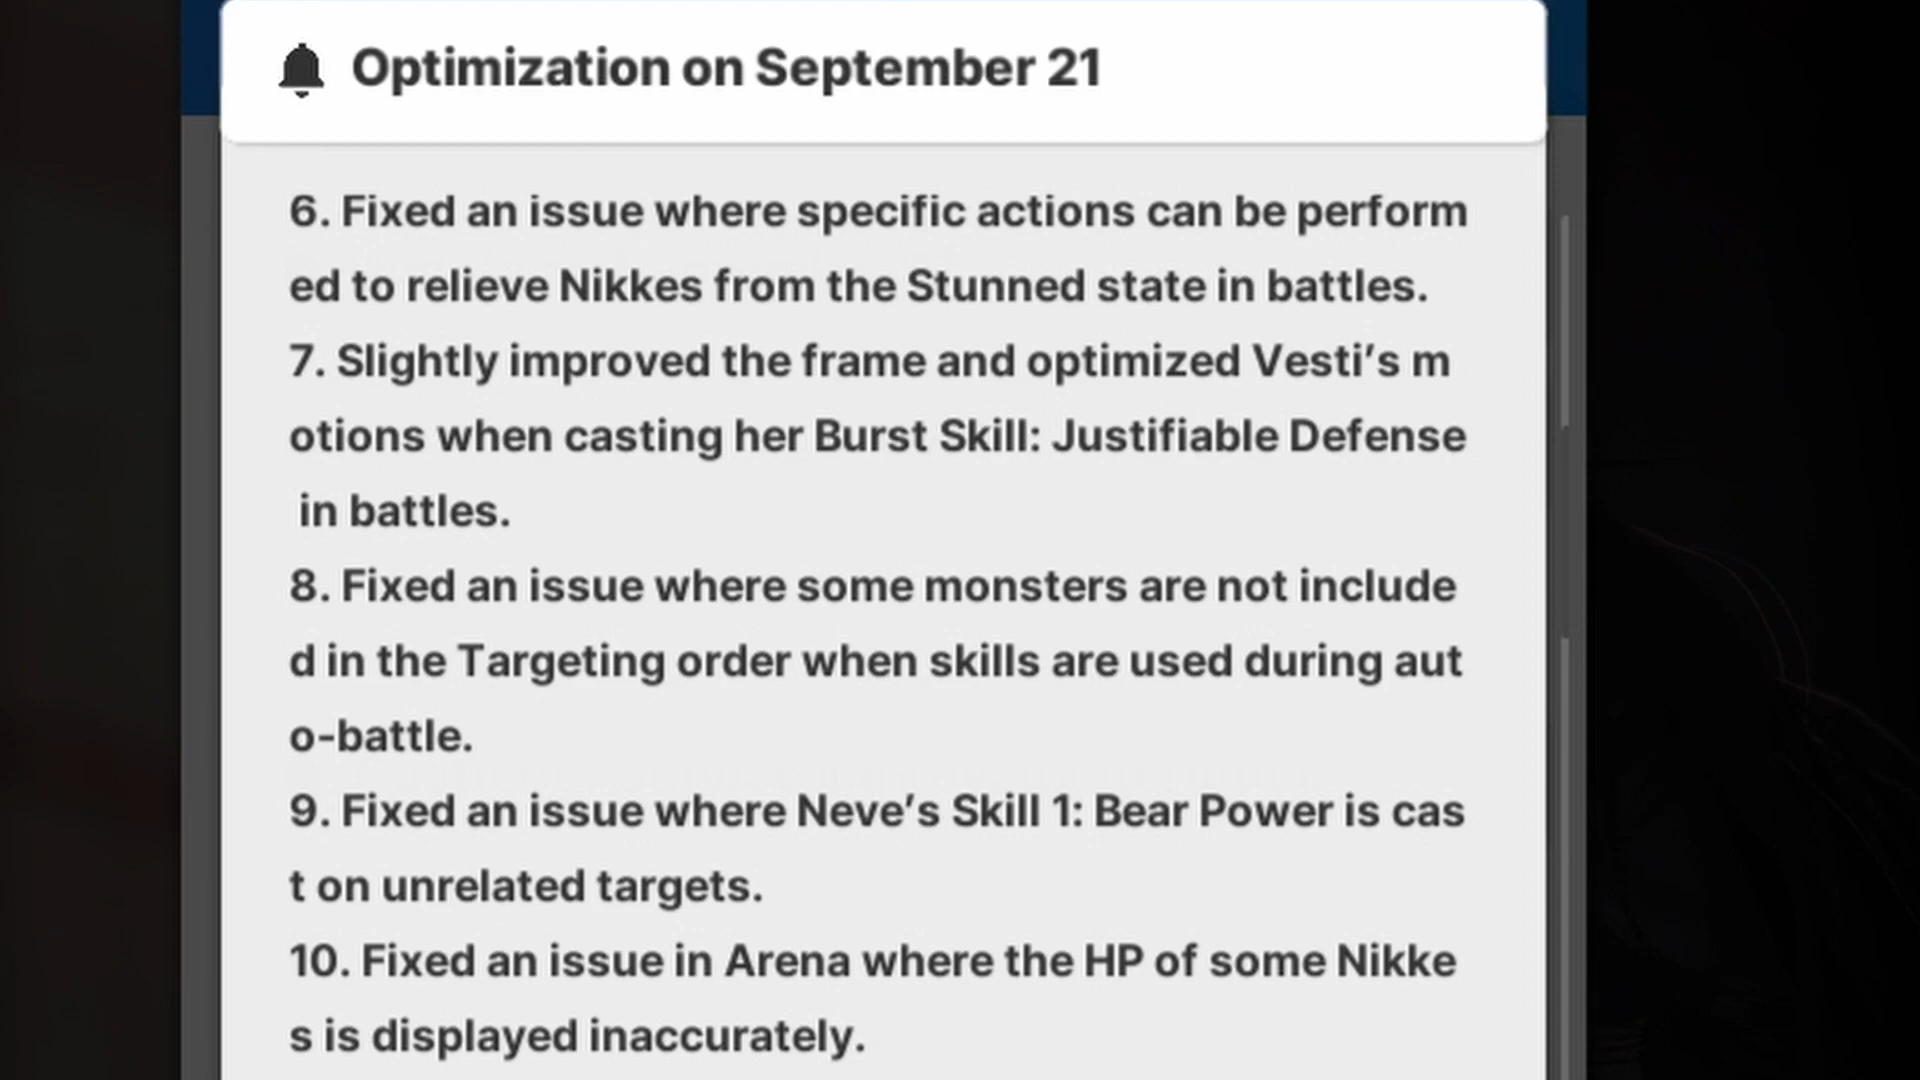 Optimization on September 21
6. Fixed an issue where specific actions can be perform
ed to relieve Nikkes from the Stunned state in battles.
7. Slightly improved the frame and optimized Vesti’s m
otions when casting her Burst Skill: Justifiable Defense
in battles.
8. Fixed an issue where some monsters are not include
d in the Targeting order when skills are used during aut
o-battle.
9. Fixed an issue where Neve’s Skill 1: Bear Power is cas
t on unrelated targets.
10. Fixed an issue in Arena where the HP of some Nikke
s is displayed inaccurately.